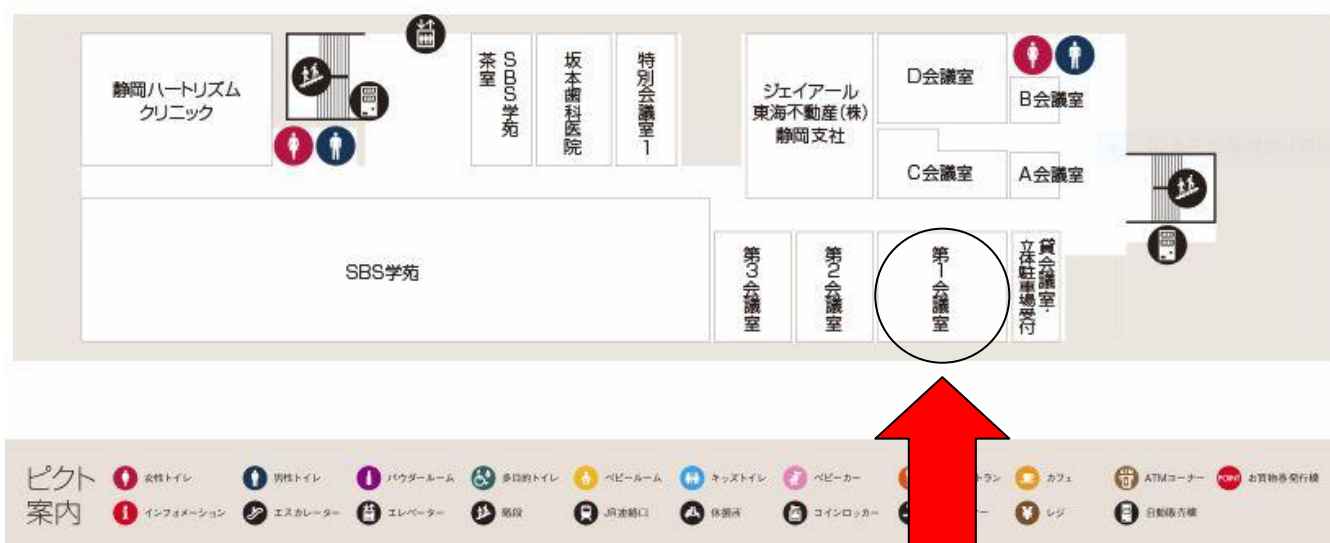 静岡ハートリズム
クリニック
SBS学苑
茶室
坂本歯科医院
特別会議室1
ジェイアール
東海不動産(株)
静岡支社
D会議室
B会議室
C会議室
A会議室
SBS学苑
第3会議室
第2会議室
第1会議室
貸会議室・
立体駐車場受付
ピクト
案内
女性トイレ
男性トイレ
パウダールーム
多目的トイレ
ベビールーム
キッズトイレ
ベビーカー
カフェ
ATMコーナー
POINT
お買物券発行機
インフォメーション
エスカレーター
エレベーター
階段
JR連絡口
休憩所
コインロッカー
レジ
自動販売機